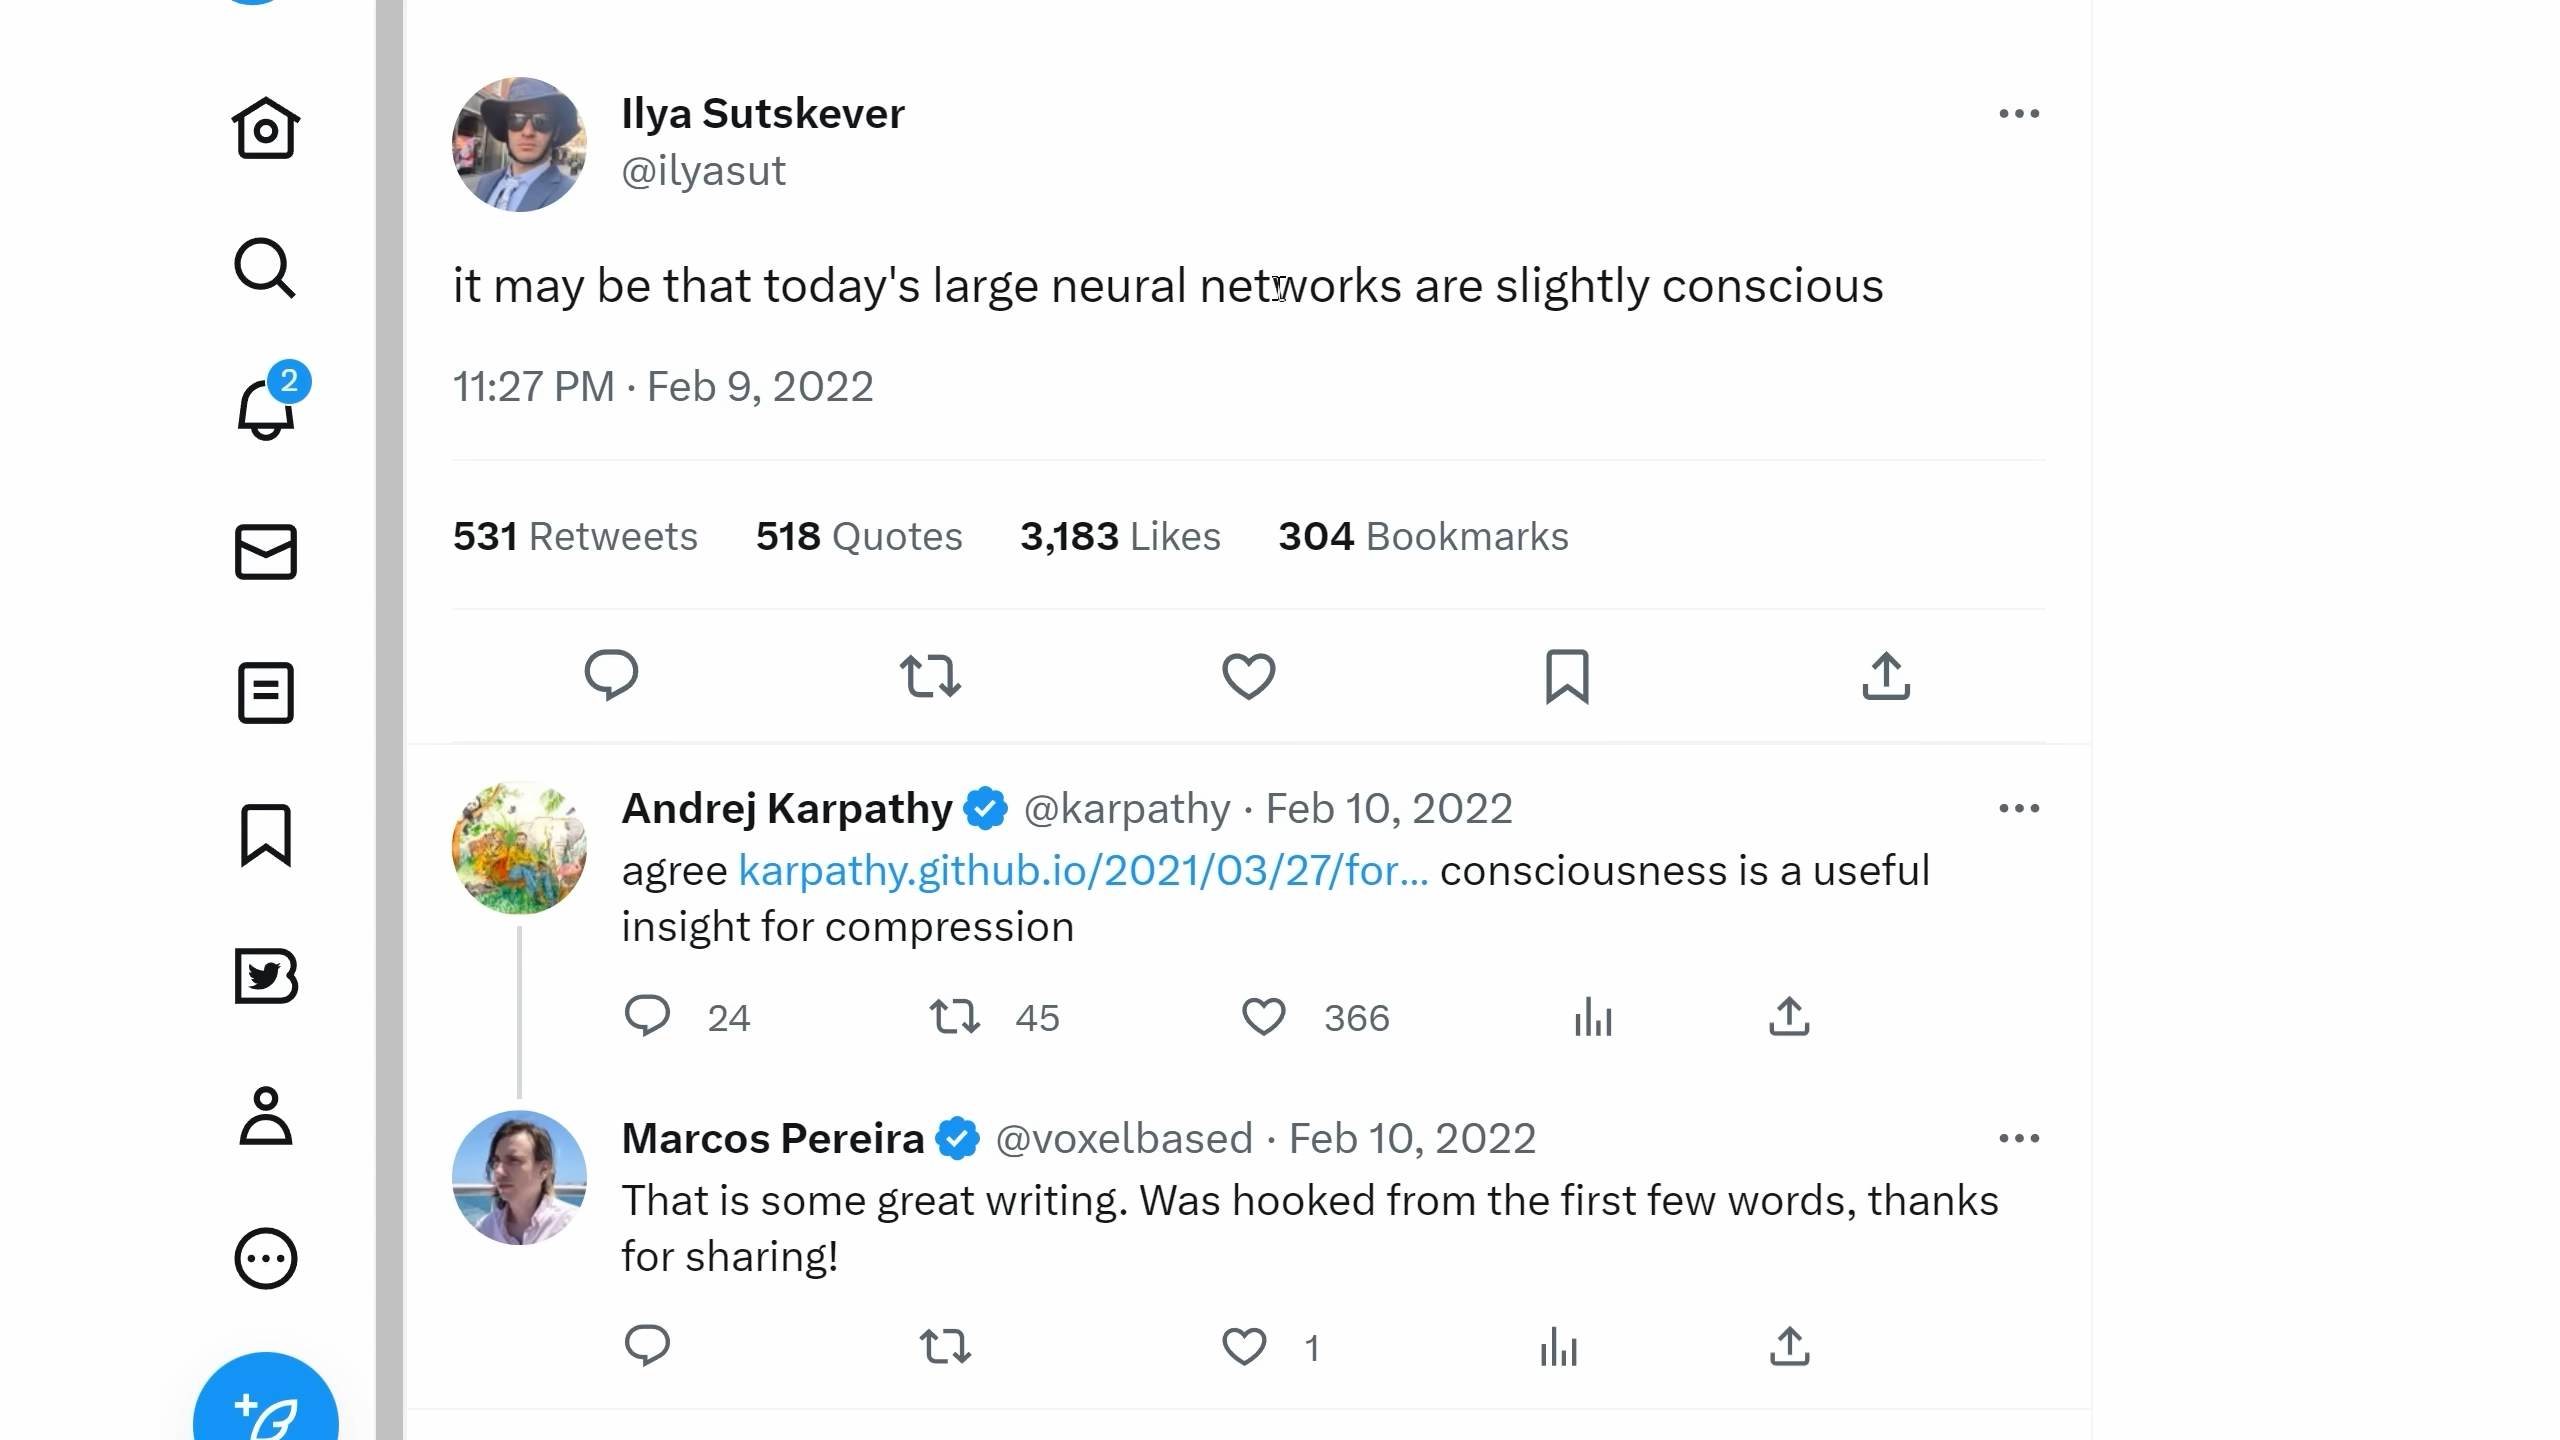 2
Ilya Sutskever
@ilyasut
it may be that today's large neural networks are slightly conscious
11:27 PM · Feb 9, 2022
531 Retweets 518 Quotes 3,183 Likes 304 Bookmarks
Andrej Karpathy @karpathy · Feb 10, 2022
agree karpathy.github.io/2021/03/27/for... consciousness is a useful
insight for compression
24 45 366
Marcos Pereira @voxelbased · Feb 10, 2022
That is some great writing. Was hooked from the first few words, thanks
for sharing!
1